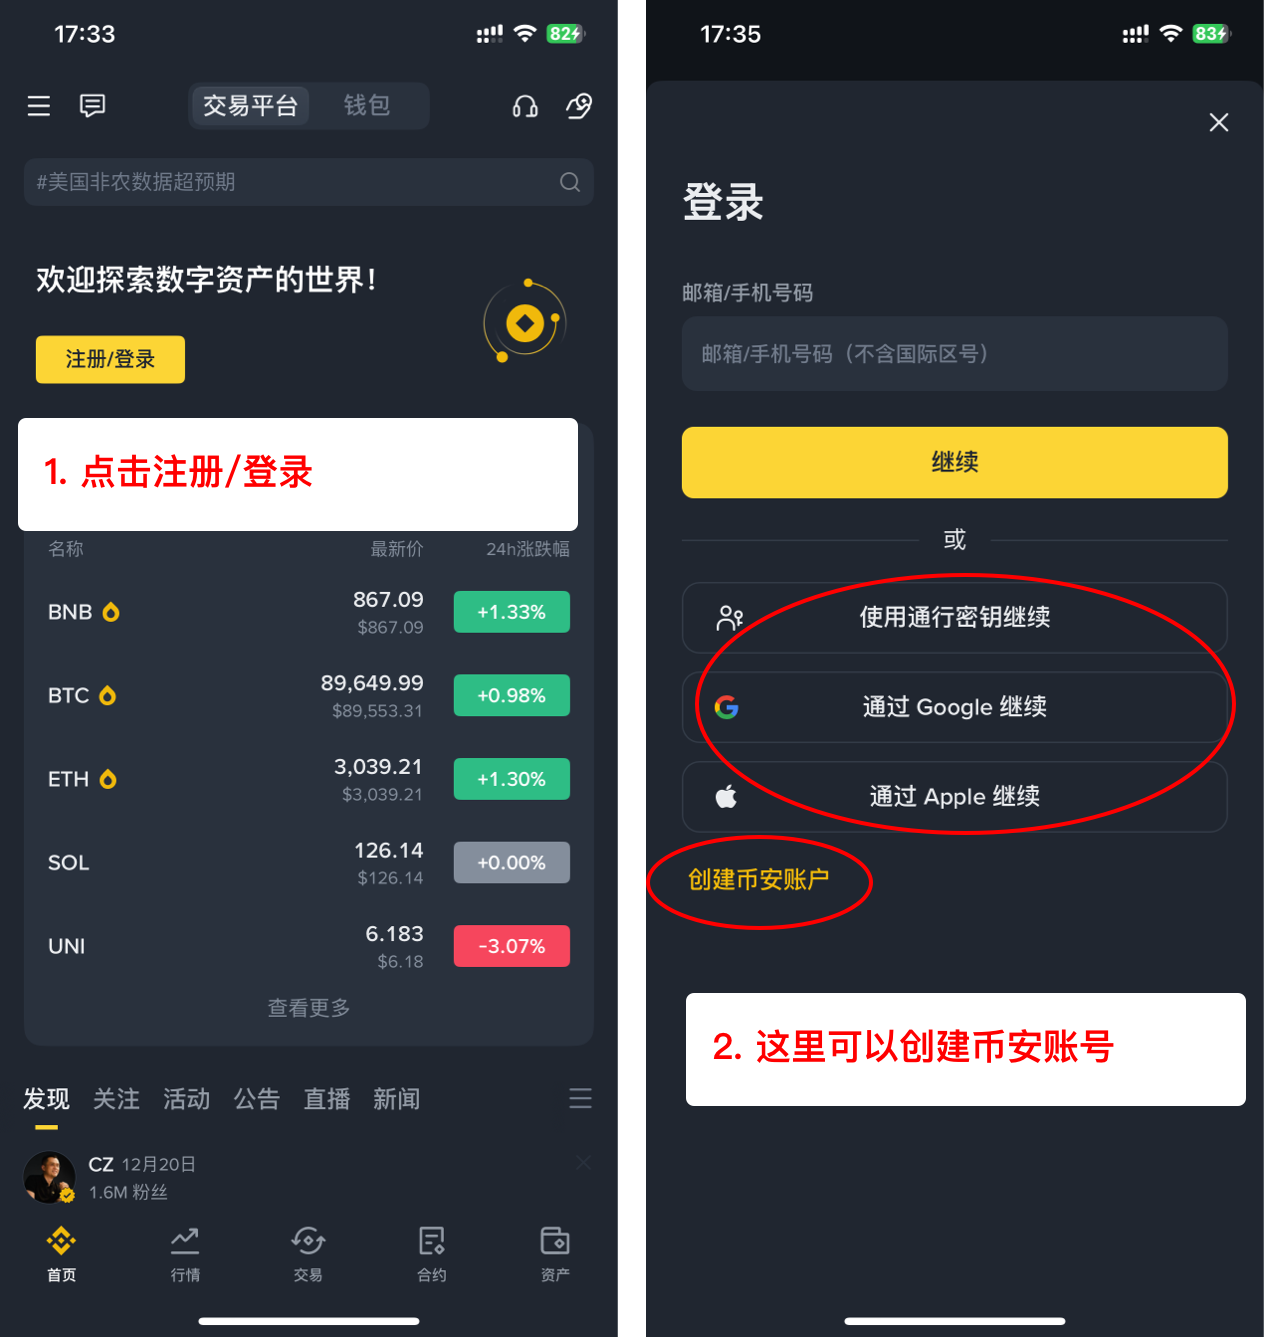 17:33
82
交易平台 钱包
#美国非农数据超预期
欢迎探索数字资产的世界！
注册/登录
1. 点击注册/登录
名称 最新价 24h涨跌幅
BNB 867.09 +1.33%
$867.09
BTC 89,649.99 +0.98%
$89,553.31
ETH 3,039.21 +1.30%
$3,039.21
SOL 126.14 +0.00%
$126.14
UNI 6.183 -3.07%
$6.18
查看更多
发现 关注 活动 公告 直播 新闻
CZ 12月20日
1.6M 粉丝
首页 行情 交易 合约 资产
17:35
83
登录
邮箱/手机号码
邮箱/手机号码（不含国际区号）
继续
或
使用通行密钥继续
通过 Google 继续
通过 Apple 继续
创建币安账户
2. 这里可以创建币安账号